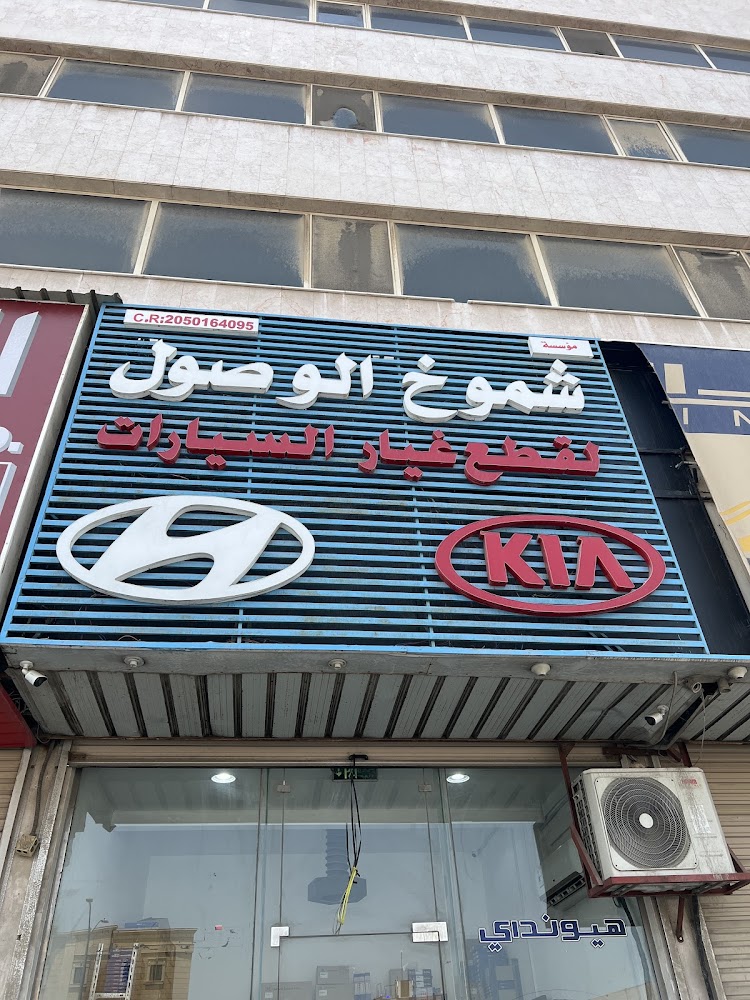 C.R:2050164095
مؤسسة
شموخ الوصول
لقطع غيار السيارات
KIA
هيونداي